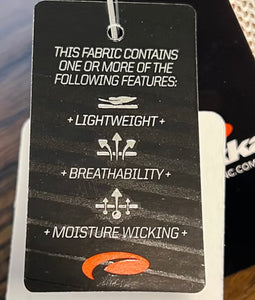 THIS FABRIC CONTAINS
ONE OR MORE OF THE
FOLLOWING FEATURES:
+ LIGHTWEIGHT +
+ BREATHABILITY +
+ MOISTURE WICKING +